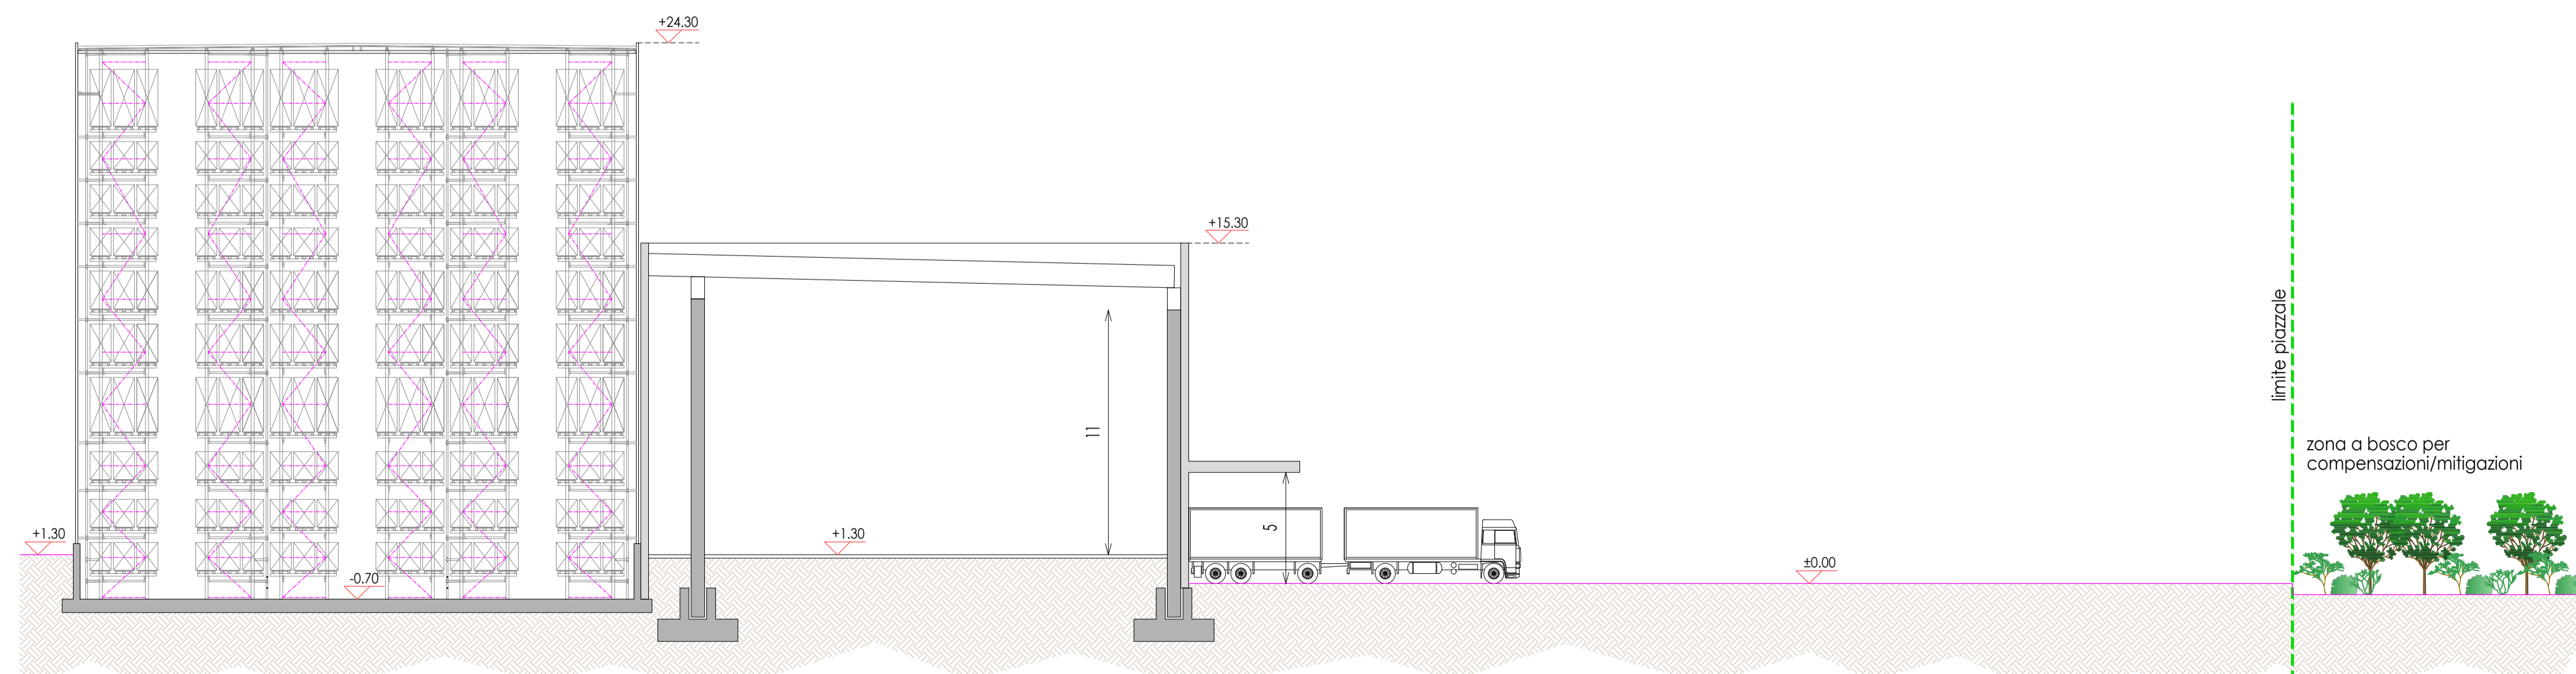 +24.30
+15.30
limite piazzale
11
zona a bosco per
compensazioni/mitigazioni
5
+1.30
+1.30
±0.00
-0.70